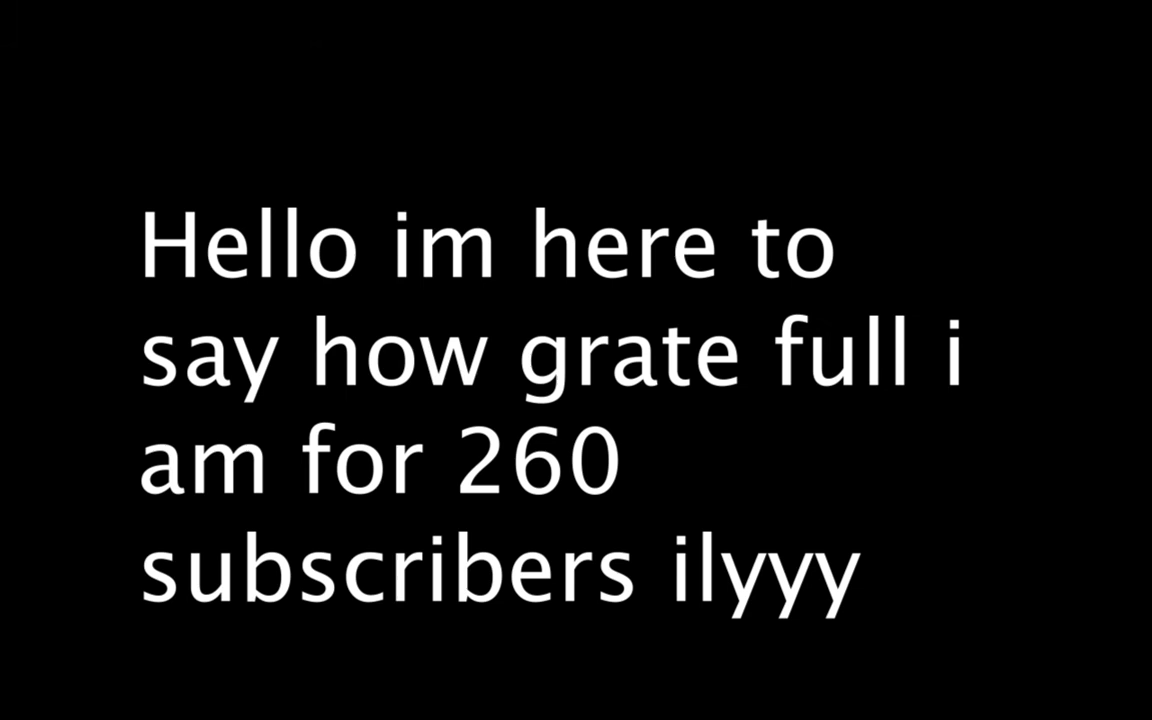 Hello im here to
say how grate full i
am for 260
subscribers ilyyy